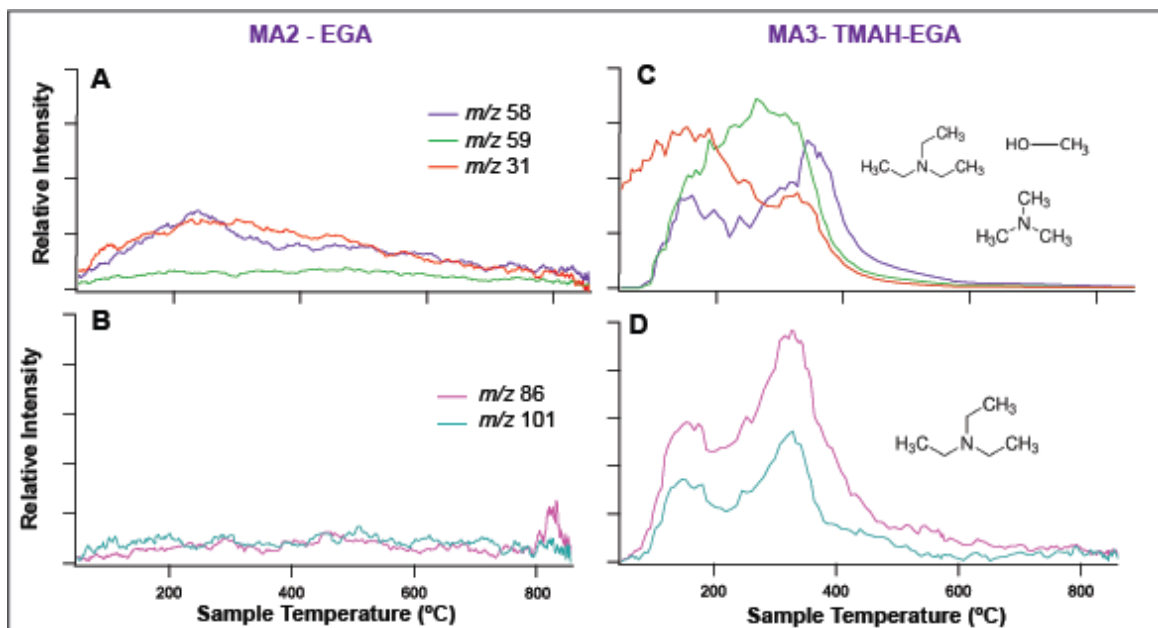 MA2 - EGA
MA3- TMAH-EGA
A
m/z 58
m/z 59
m/z 31
Relative Intensity
C
CH₃
H₃C
N
CH₃
HO
CH₃
CH₃
N
H₃C
CH₃
B
m/z 86
m/z 101
Relative Intensity
200
400
600
800
Sample Temperature (ºC)
D
CH₃
H₃C
N
CH₃
200
400
600
800
Sample Temperature (ºC)